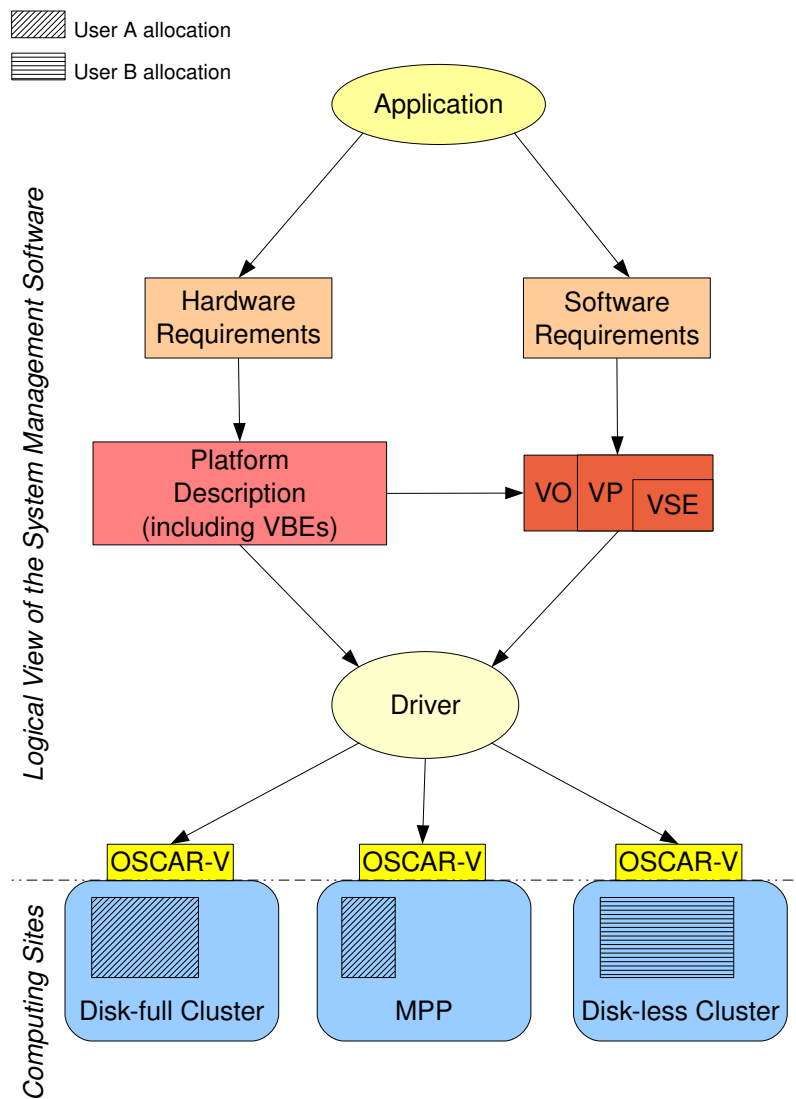 User A allocation
User B allocation
Application
Logical View of the System Management Software
Hardware
Requirements
Software
Requirements
Platform
Description
(including VBEs)
VO
VP
VSE
Driver
OSCAR-V
OSCAR-V
OSCAR-V
Computing Sites
Disk-full Cluster
MPP
Disk-less Cluster